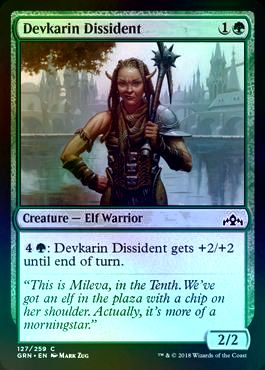 Devkarin Dissident 1
Creature — Elf Warrior
4 : Devkarin Dissident gets +2/+2
until end of turn.
"This is Mileva, in the Tenth. We've
got an elf in the plaza with a chip on
her shoulder. Actually, it's more of a
morningstar."
2/2
127/259 C
GRN • EN MARK ZUG
™ & © 2018 Wizards of the Coast